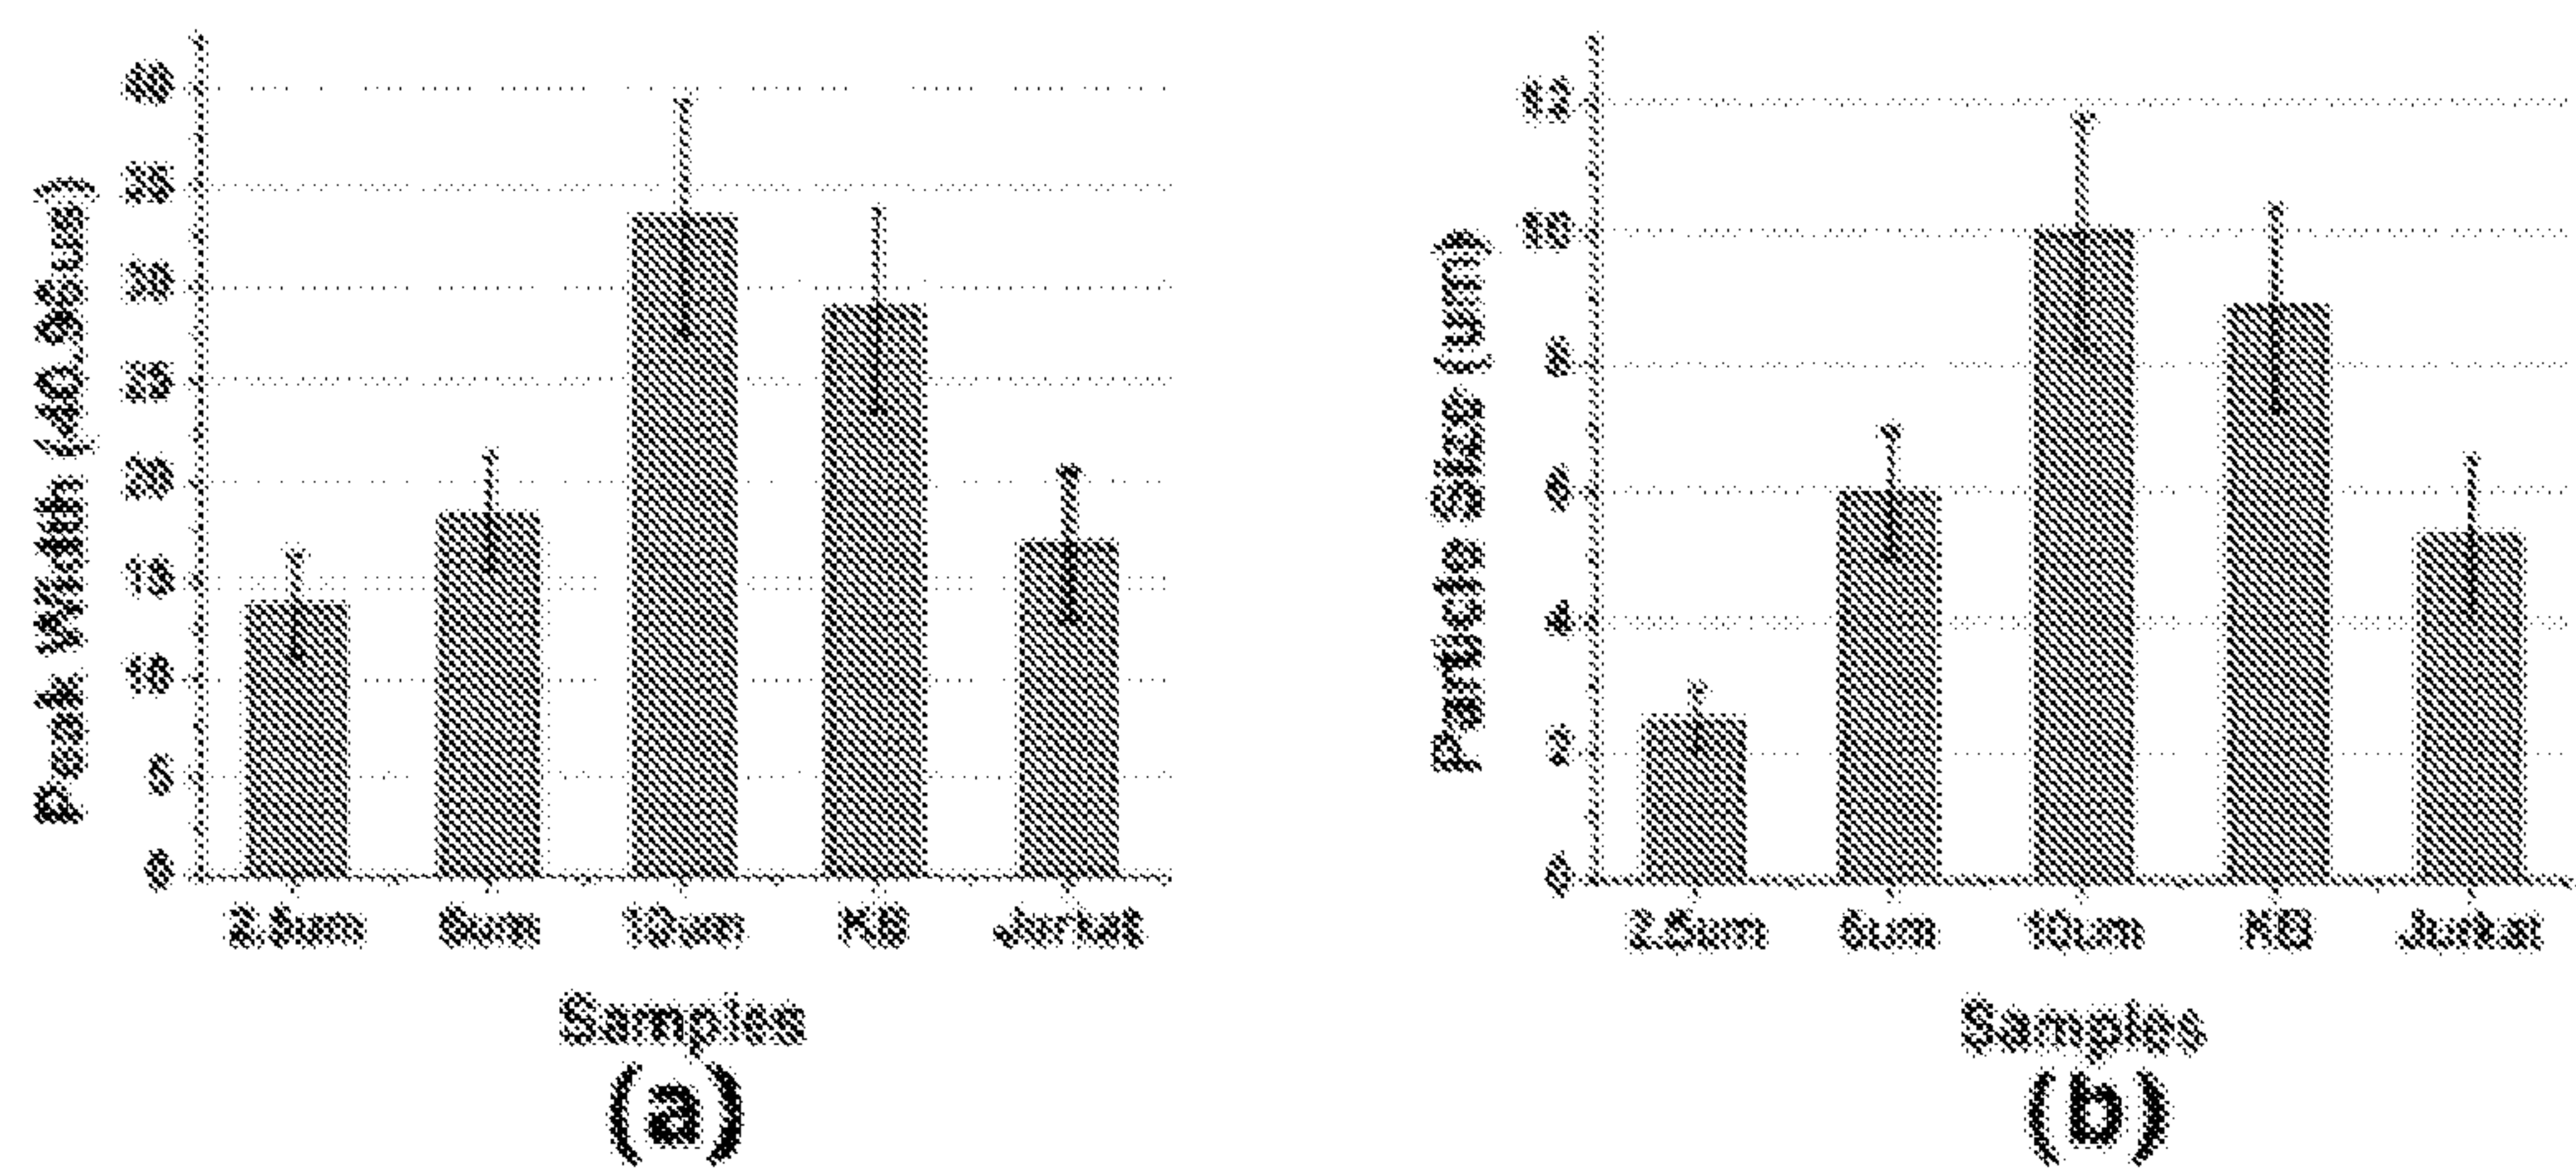 Peak Width (40.96us)
40
35
30
25
20
15
10
5
0
2.5um 6um 10um KB Jurkat
Samples
(a)
Particle Size (um)
12
10
8
6
4
2
0
2.5um 6um 10um KB Jurkat
Samples
(b)